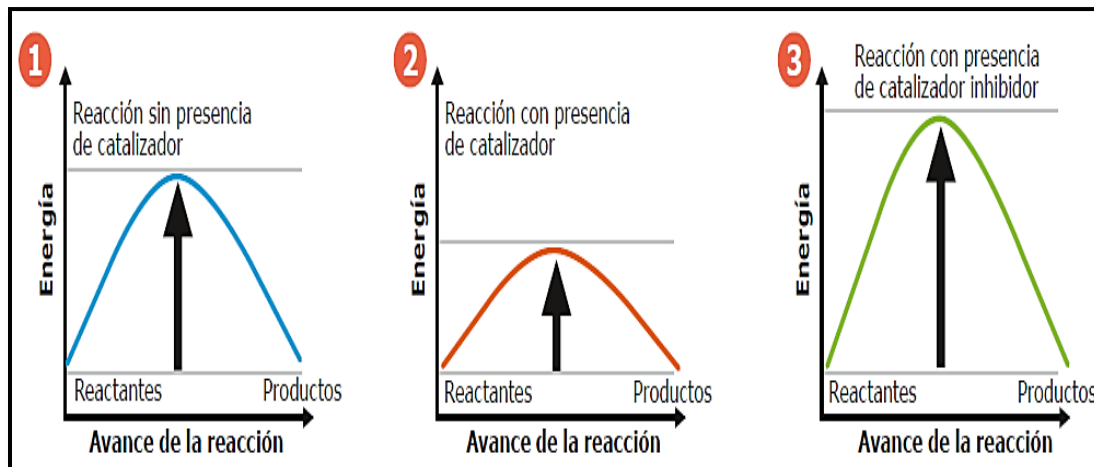 1
Reacción sin presencia
de catalizador
Energía
Reactantes Productos
Avance de la reacción
2
Reacción con presencia
de catalizador
Energía
Reactantes Productos
Avance de la reacción
3
Reacción con presencia
de catalizador inhibidor
Energía
Reactantes Productos
Avance de la reacción